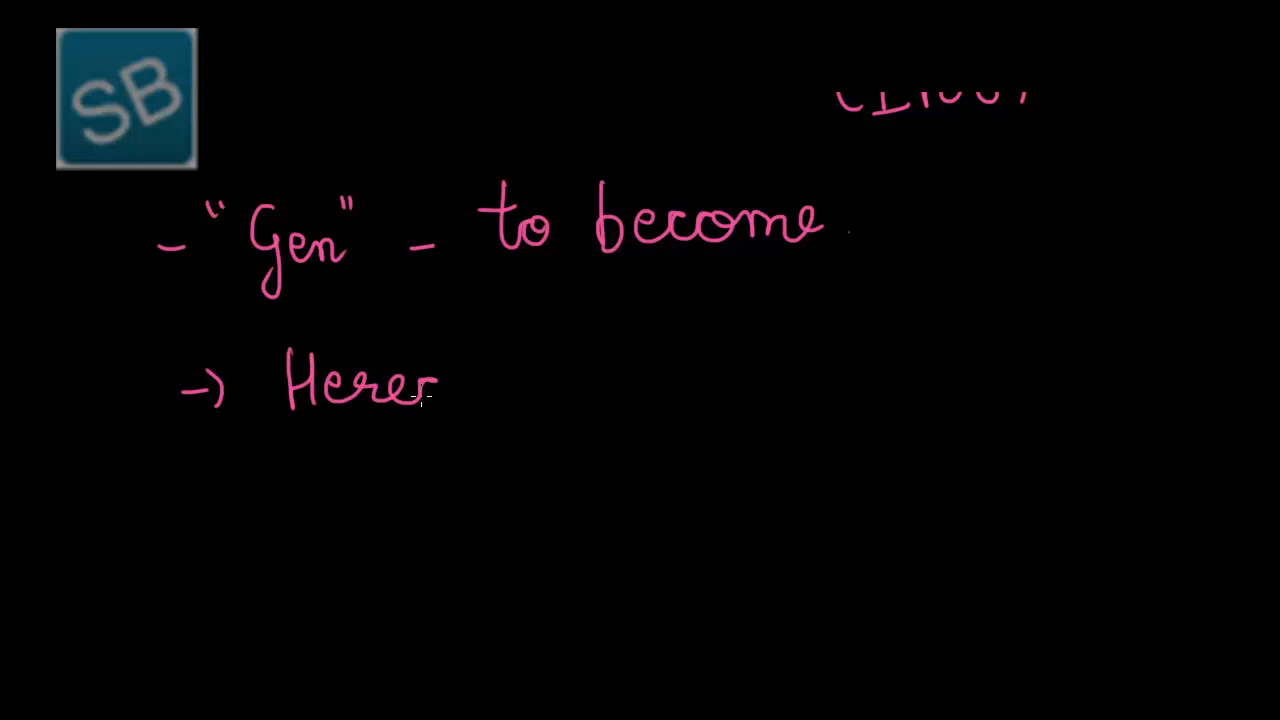 SB
- "Gen" - to become
→ Herer